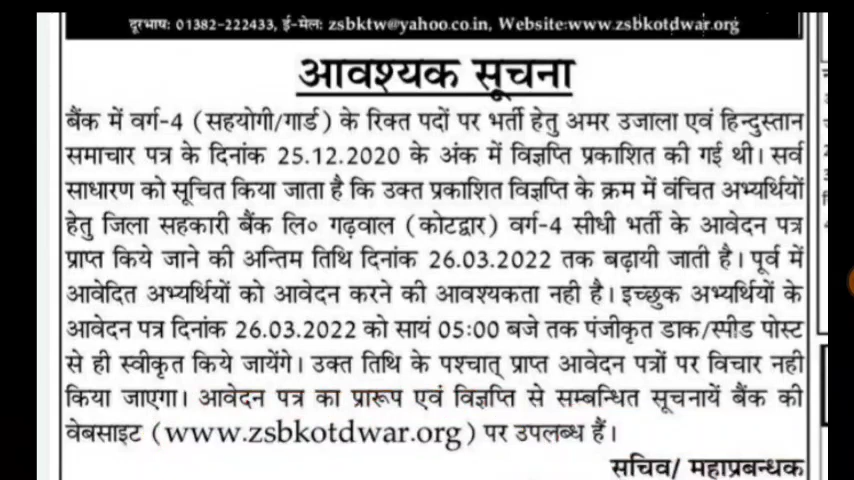 दूरभाषः 01382-222433, ई-मेलः zsbktw@yahoo.co.in, Website:www.zsbkotdwar.org
आवश्यक सूचना
बैंक में वर्ग-4 (सहयोगी/गार्ड) के रिक्त पदों पर भर्ती हेतु अमर उजाला एवं हिन्दुस्तान
समाचार पत्र के दिनांक 25.12.2020 के अंक में विज्ञप्ति प्रकाशित की गई थी। सर्व
साधारण को सूचित किया जाता है कि उक्त प्रकाशित विज्ञप्ति के क्रम में वंचित अभ्यर्थियों
हेतु जिला सहकारी बैंक लि० गढ़वाल (कोटद्वार) वर्ग-4 सीधी भर्ती के आवेदन पत्र
प्राप्त किये जाने की अन्तिम तिथि दिनांक 26.03.2022 तक बढ़ायी जाती है। पूर्व में
आवेदित अभ्यर्थियों को आवेदन करने की आवश्यकता नही है। इच्छुक अभ्यर्थियों के
आवेदन पत्र दिनांक 26.03.2022 को सायं 05:00 बजे तक पंजीकृत डाक/स्पीड पोस्ट
से ही स्वीकृत किये जायेंगे। उक्त तिथि के पश्चात् प्राप्त आवेदन पत्रों पर विचार नही
किया जाएगा। आवेदन पत्र का प्रारूप एवं विज्ञप्ति से सम्बन्धित सूचनायें बैंक की
वेबसाइट (www.zsbkotdwar.org) पर उपलब्ध हैं।
सचिव/ महाप्रबन्धक